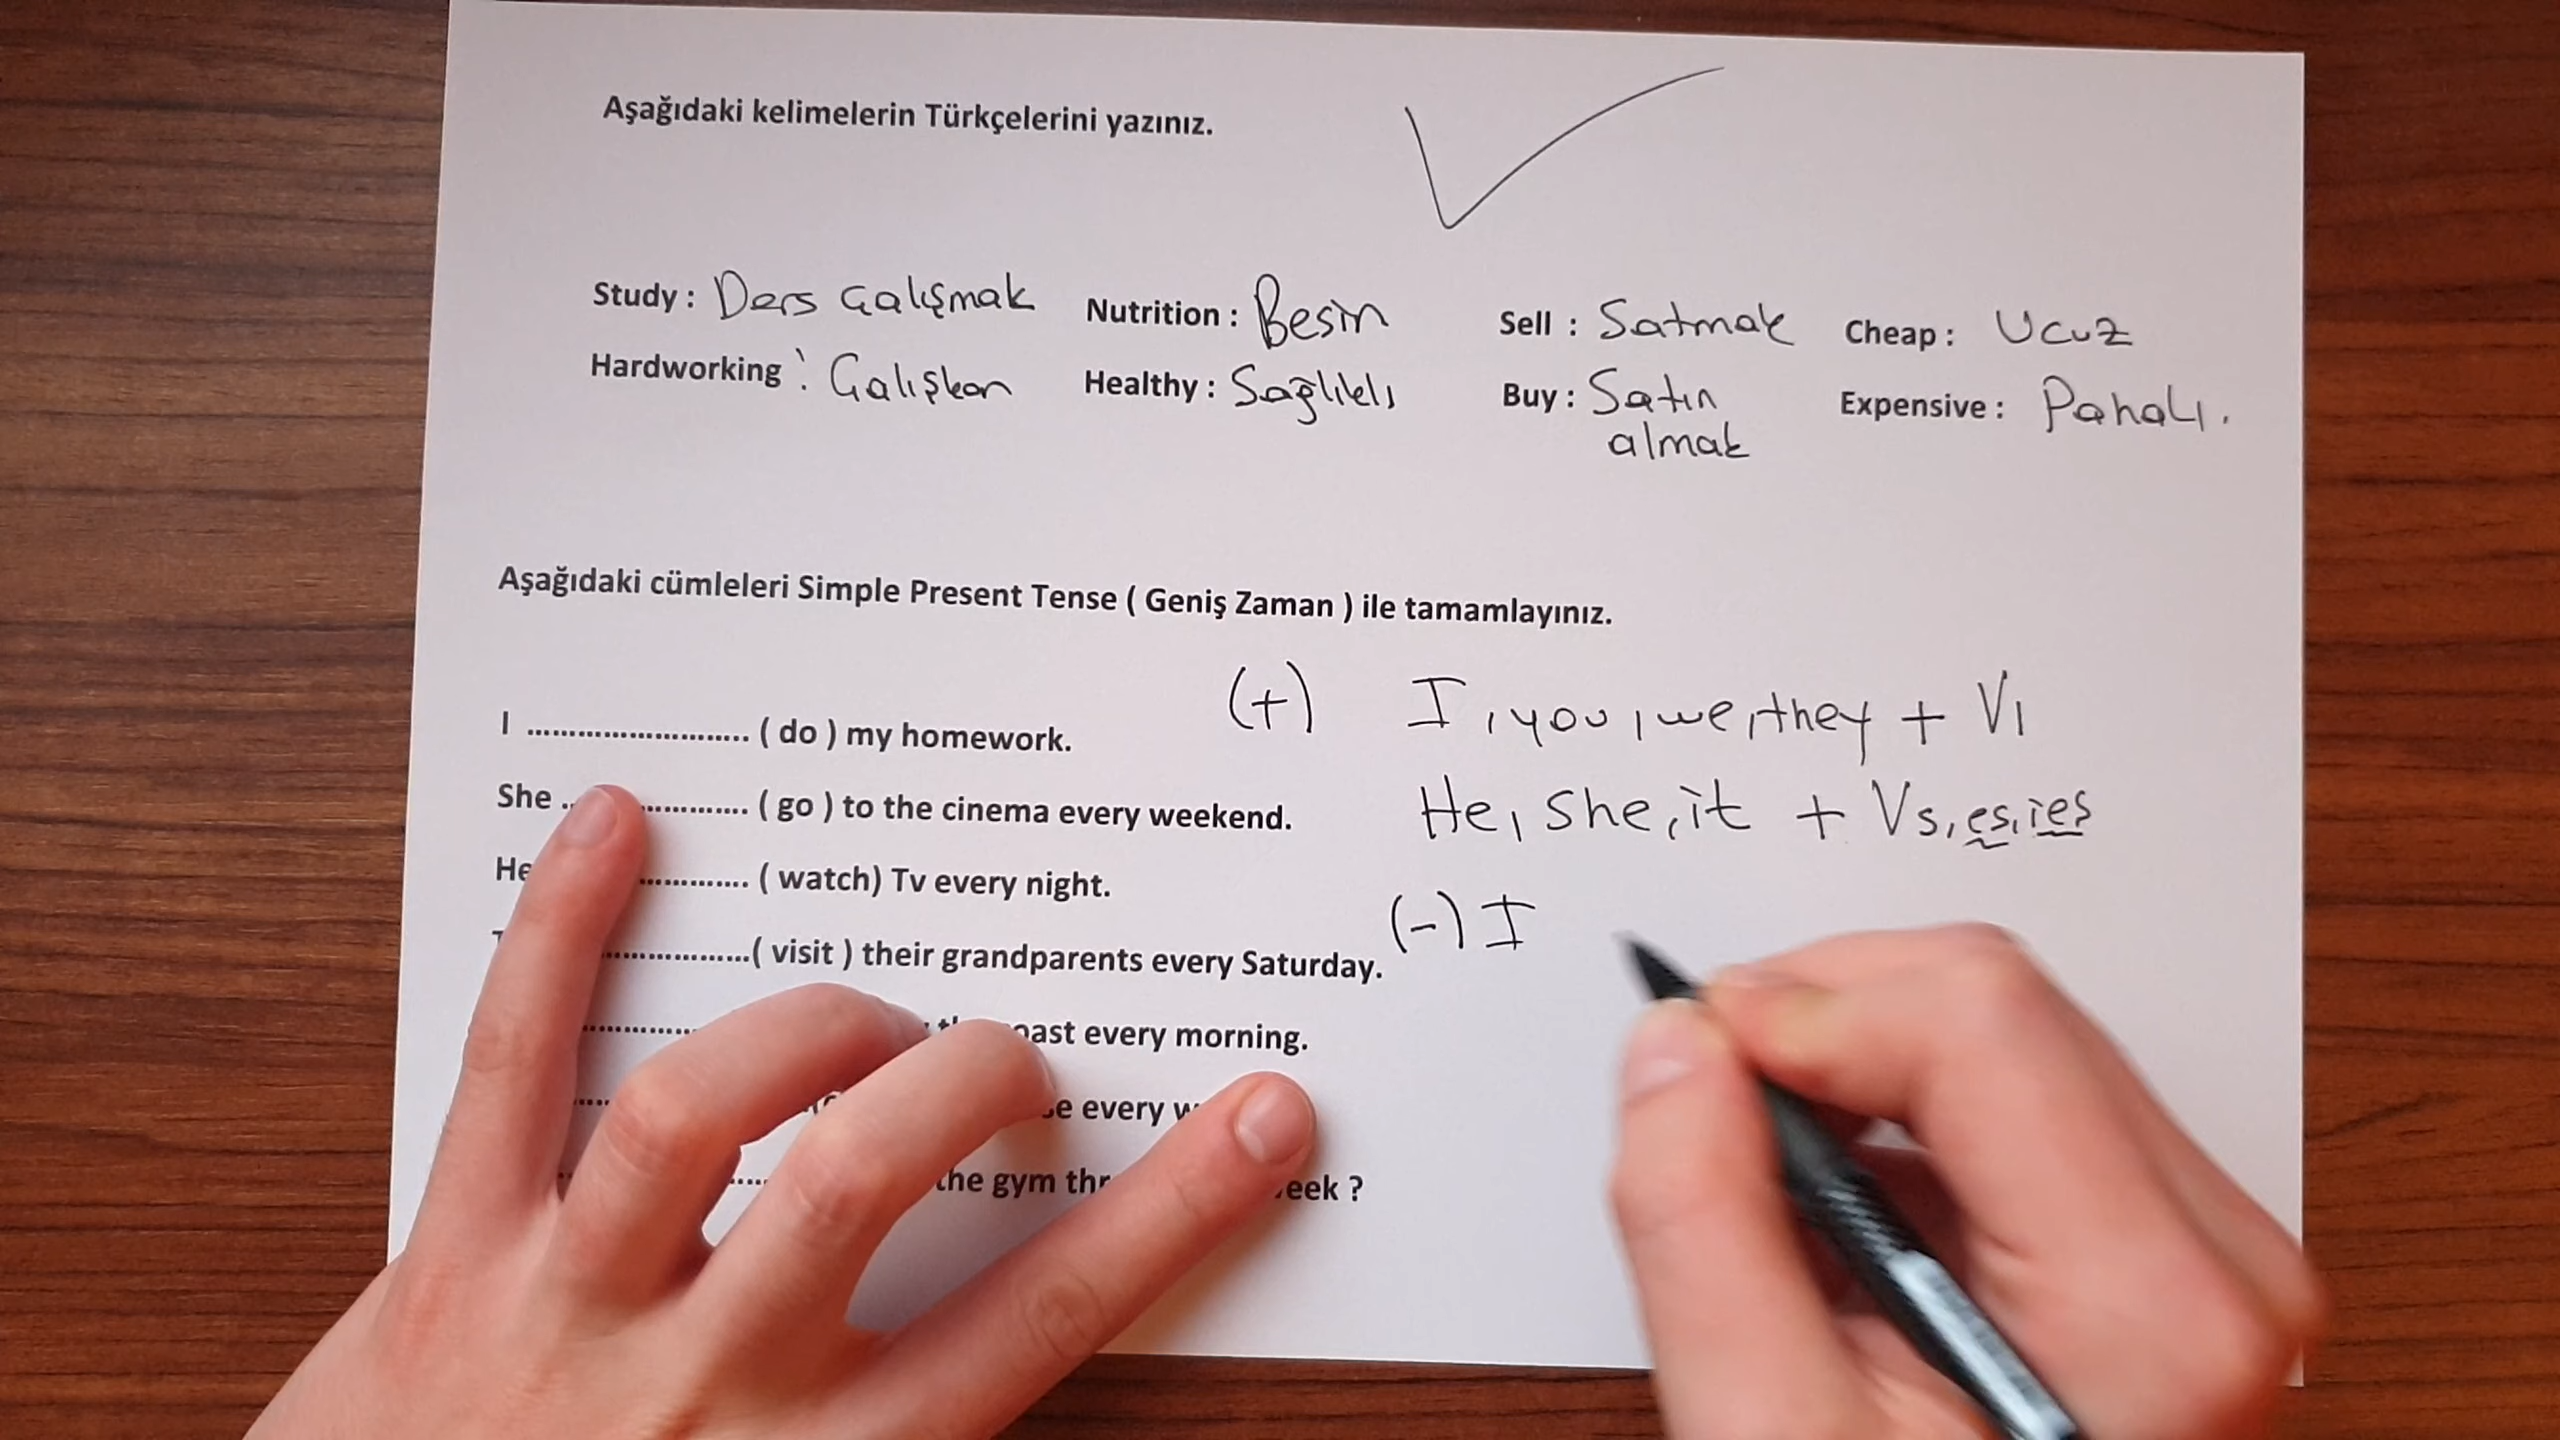 Aşağıdaki kelimelerin Türkçelerini yazınız.
Study : Ders Çalışmak Nutrition : Besin Sell : Satmak Cheap : Ucuz
Hardworking : Çalışkan Healthy : Sağlıklı Buy : Satın almak Expensive : Pahalı.
Aşağıdaki cümleleri Simple Present Tense ( Geniş Zaman ) ile tamamlayınız.
I .......................... ( do ) my homework.
(+) I, you, we, they + V1
She .. ............. ( go ) to the cinema every weekend.
He, She, it + Vs, es, ies
He ............. ( watch) Tv every night.
(-) I
..................( visit ) their grandparents every Saturday.
every morning.
every
the gym ?